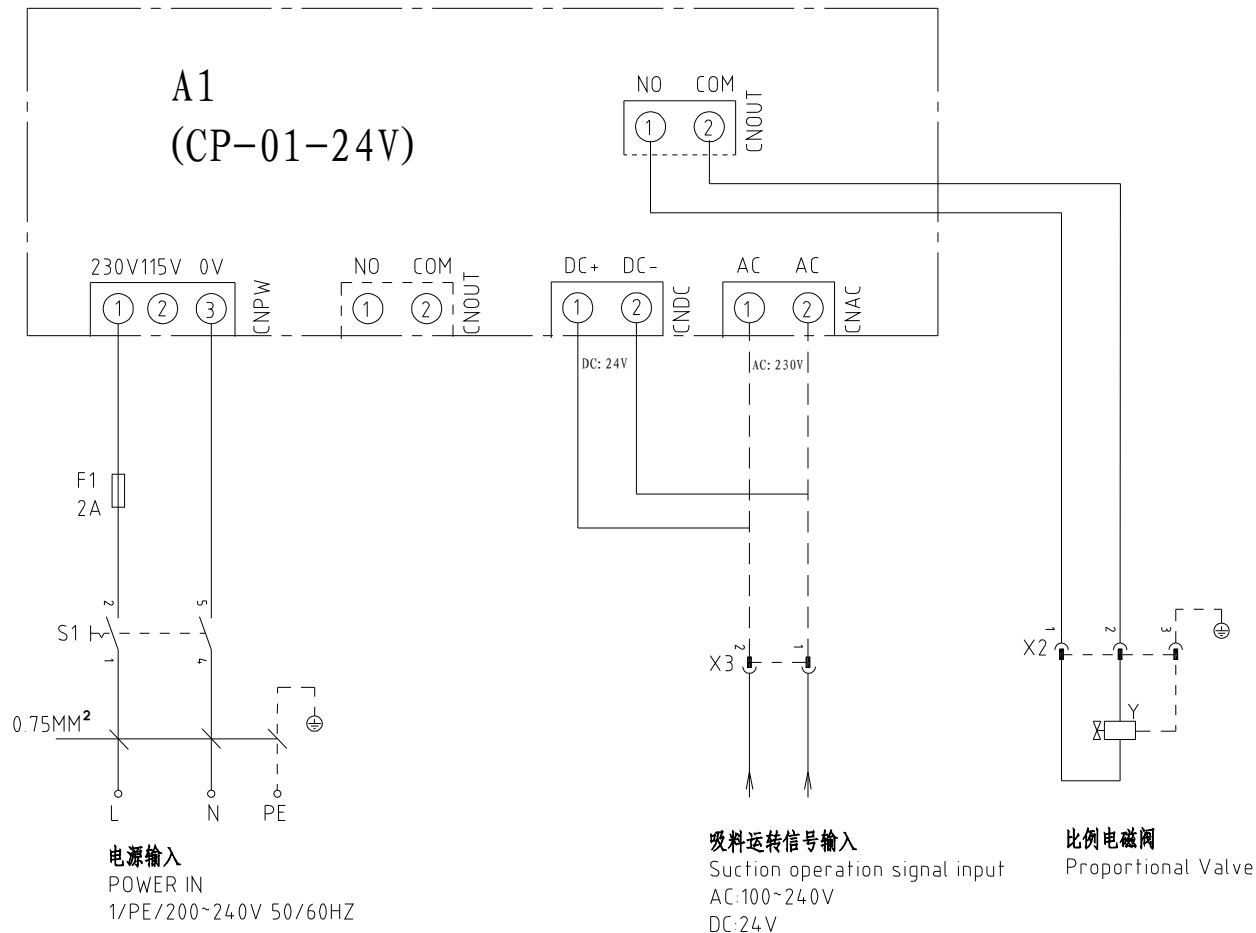 A1
(CP-01-24V)
NO COM
1 2
CNOUT
230V 115V 0V
1 2 3
CNPW
NO COM
1 2
CNOUT
DC+ DC-
1 2
CNDC
AC AC
1 2
CNAC
DC: 24V
AC: 230V
F1
2A
2 5
S1
1 4
X3
2 1
X2
1 2 3
Y
0.75MM²
L N PE
电源输入
POWER IN
1/PE/200~240V 50/60HZ
吸料运转信号输入
Suction operation signal input
AC:100~240V
DC:24V
比例电磁阀
Proportional Valve